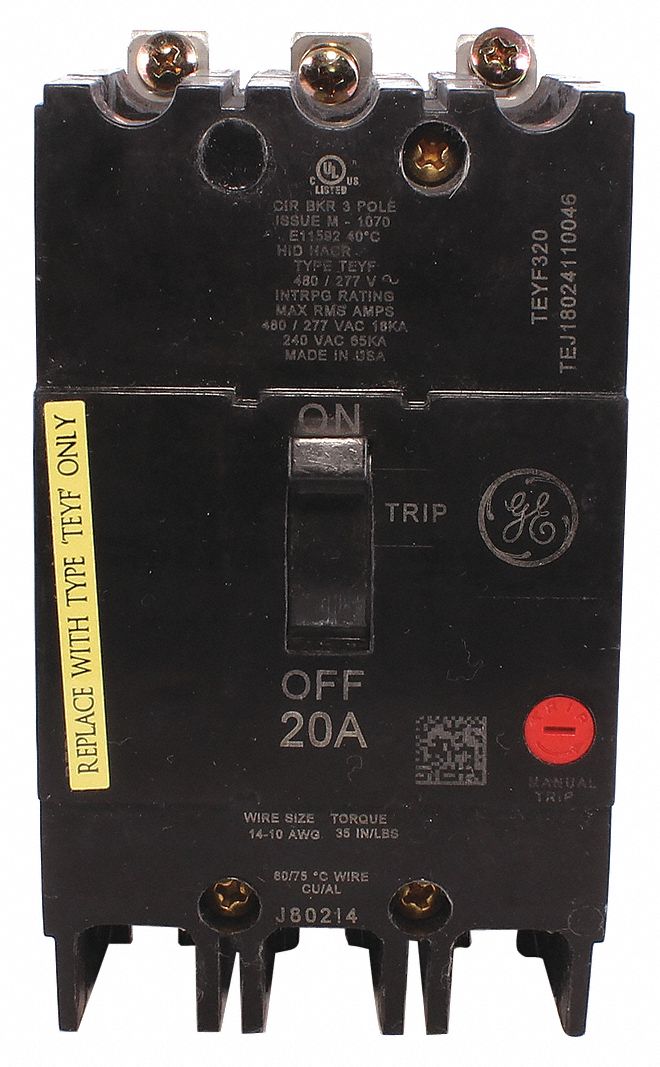 C UL US
LISTED
CIR BKR 3 POLE
ISSUE M - 1070
E11592 40°C
HID HACR
TYPE TEYF
480 / 277 V ~
INTRPG RATING
MAX RMS AMPS
480 / 277 VAC 18KA
240 VAC 65KA
MADE IN USA
TEYF320
TEJ18024110046
REPLACE WITH TYPE 'TEYF' ONLY
ON
TRIP
GE
OFF
20A
TRIP
MANUAL
TRIP
WIRE SIZE TORQUE
14-10 AWG 35 IN/LBS
60/75 °C WIRE
CU/AL
J80214